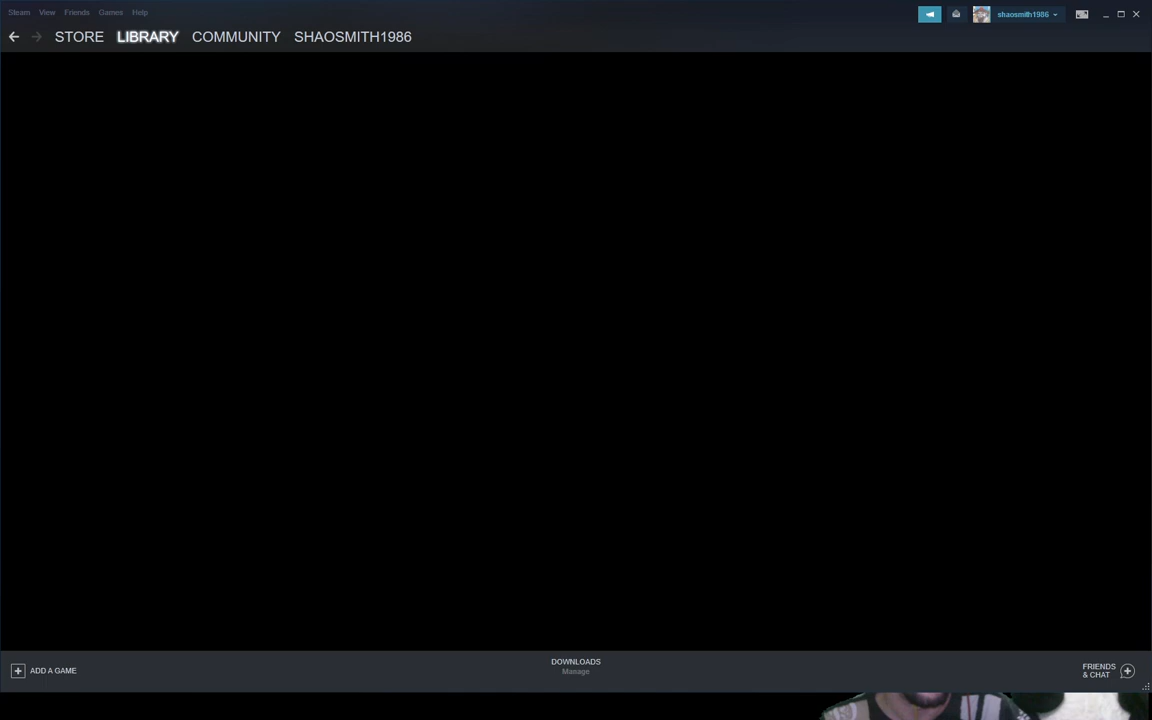 Steam View Friends Games Help
shaosmith1986
STORE LIBRARY COMMUNITY SHAOSMITH1986
ADD A GAME
DOWNLOADS
Manage
FRIENDS
& CHAT